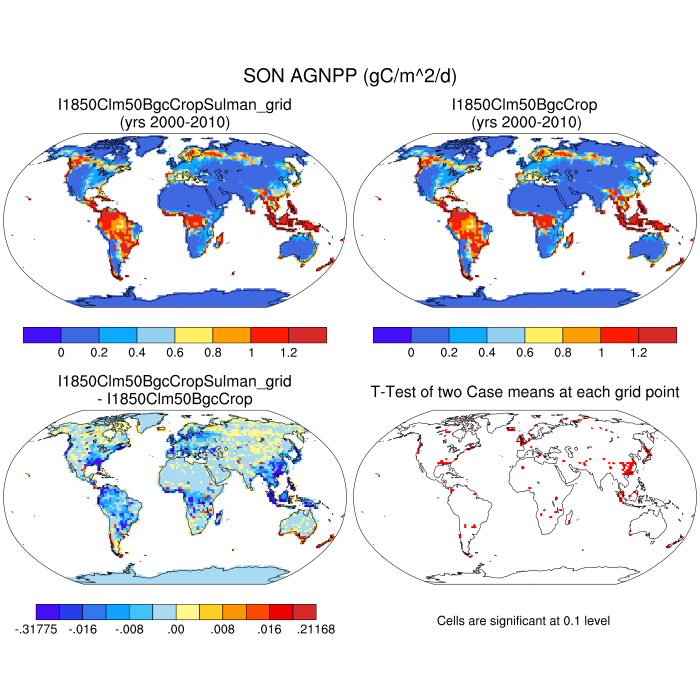 SON AGNPP (gC/m^2/d)
I1850Clm50BgcCropSulman_grid
(yrs 2000-2010)
I1850Clm50BgcCrop
(yrs 2000-2010)
0 0.2 0.4 0.6 0.8 1 1.2
0 0.2 0.4 0.6 0.8 1 1.2
I1850Clm50BgcCropSulman_grid
- I1850Clm50BgcCrop
T-Test of two Case means at each grid point
-.31775 -.016 -.008 .00 .008 .016 .21168
Cells are significant at 0.1 level